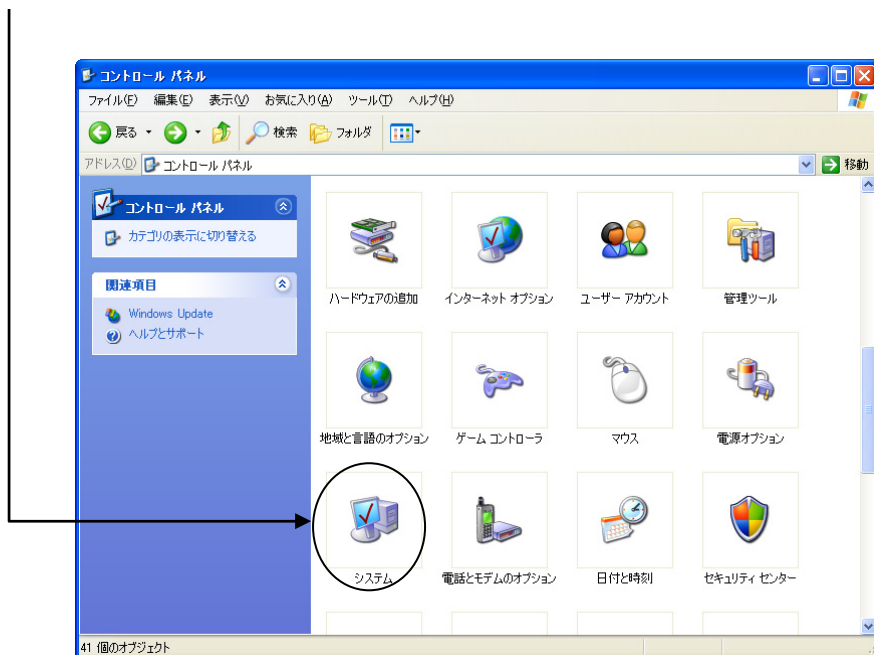 コントロール パネル
ファイル(F) 編集(E) 表示(V) お気に入り(A) ツール(T) ヘルプ(H)
戻る 検索 フォルダ
アドレス(D) コントロール パネル 移動
コントロール パネル
カテゴリの表示に切り替える
関連項目
Windows Update
ヘルプとサポート
ハードウェアの追加 インターネット オプション ユーザー アカウント 管理ツール
地域と言語のオプション ゲーム コントローラ マウス 電源オプション
システム 電話とモデムのオプション 日付と時刻 セキュリティ センター
41 個のオブジェクト